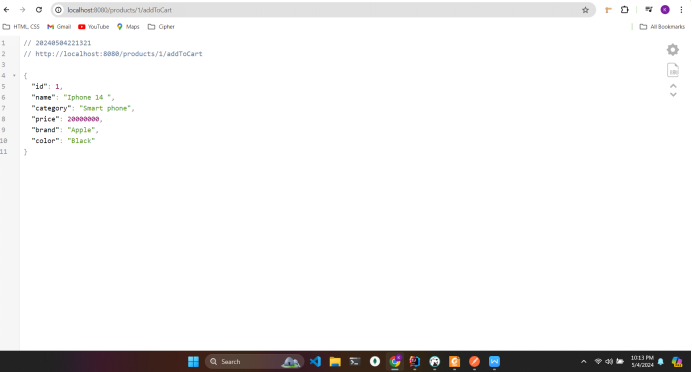 localhost:8080/products/1/addToCart
HTML, CSS
Gmail
YouTube
Maps
Cipher
All Bookmarks
1 // 20240504221321
2 // http://localhost:8080/products/1/addToCart
3
4 {
5 "id": 1,
6 "name": "Iphone 14 ",
7 "category": "Smart phone",
8 "price": 20000000,
9 "brand": "Apple",
10 "color": "Black"
11 }
Search
10:13 PM
5/4/2024